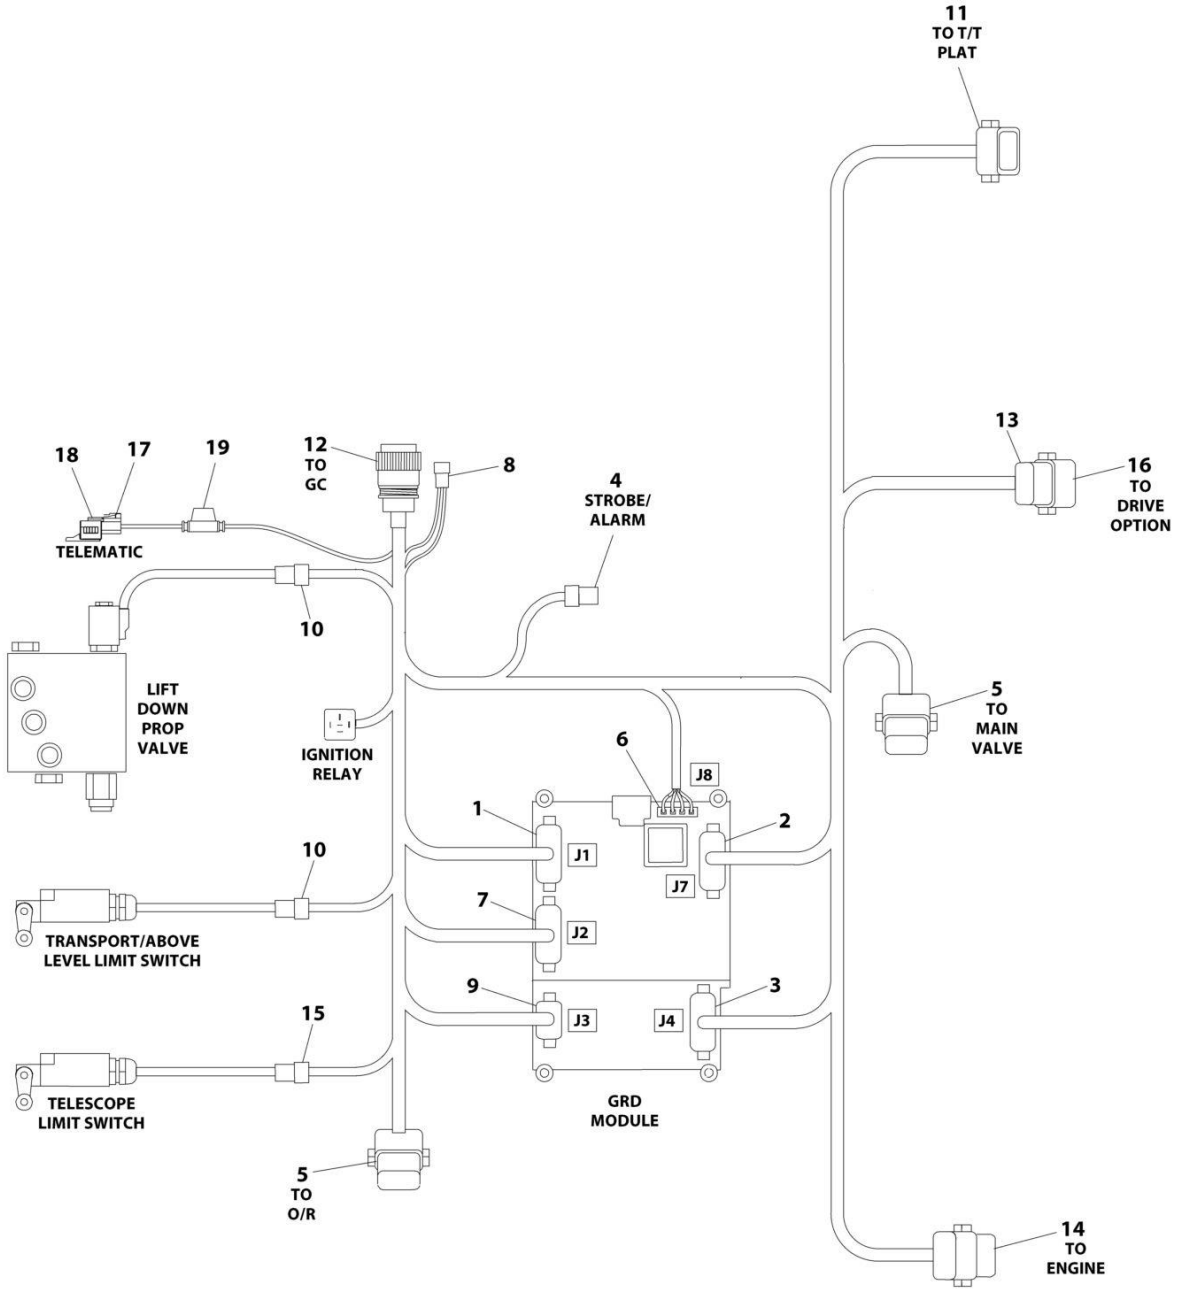 11
TO T/T
PLAT
13
16
TO
DRIVE
OPTION
18
17
19
TELEMATIC
12
TO
GC
8
4
STROBE/
ALARM
10
LIFT
DOWN
PROP
VALVE
IGNITION
RELAY
5
TO
MAIN
VALVE
6
J8
1
J1
2
J7
7
J2
10
TRANSPORT/ABOVE
LEVEL LIMIT SWITCH
9
J3
3
J4
15
TELESCOPE
LIMIT SWITCH
GRD
MODULE
5
TO
O/R
14
TO
ENGINE